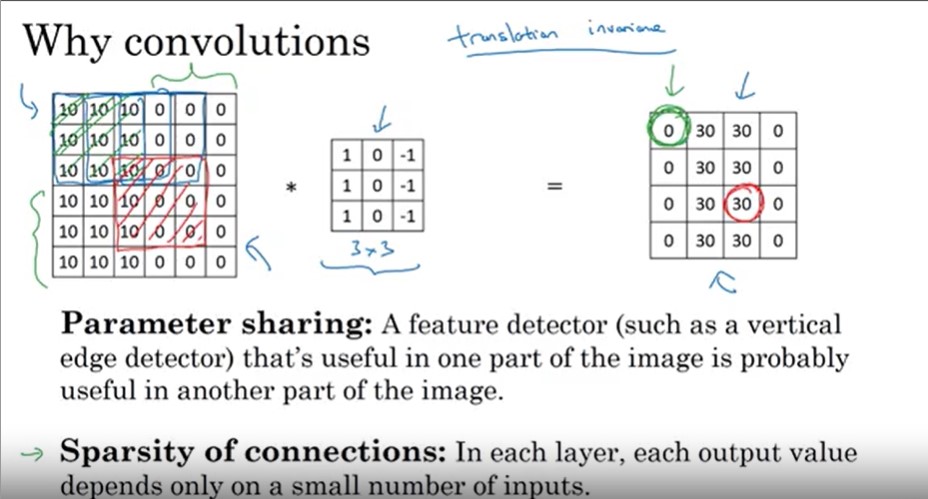 Why convolutions
translation invariance
10 10 10 0 0 0
10 10 10 0 0 0
10 10 10 0 0 0
10 10 10 0 0 0
10 10 10 0 0 0
10 10 10 0 0 0
*
1 0 -1
1 0 -1
1 0 -1
3×3
=
0 30 30 0
0 30 30 0
0 30 30 0
0 30 30 0
Parameter sharing: A feature detector (such as a vertical
edge detector) that's useful in one part of the image is probably
useful in another part of the image.
→ Sparsity of connections: In each layer, each output value
depends only on a small number of inputs.